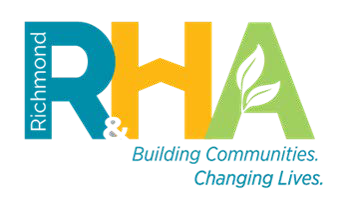 Richmond
R&HA
Building Communities.
Changing Lives.